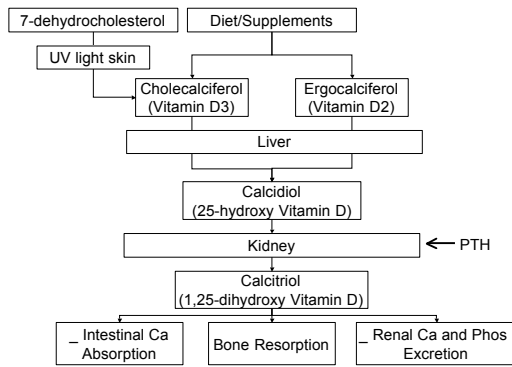 7-dehydrocholesterol
Diet/Supplements
UV light skin
Cholecalciferol
(Vitamin D3)
Ergocalciferol
(Vitamin D2)
Liver
Calcidiol
(25-hydroxy Vitamin D)
Kidney
PTH
Calcitriol
(1,25-dihydroxy Vitamin D)
_ Intestinal Ca
Absorption
Bone Resorption
_ Renal Ca and Phos
Excretion